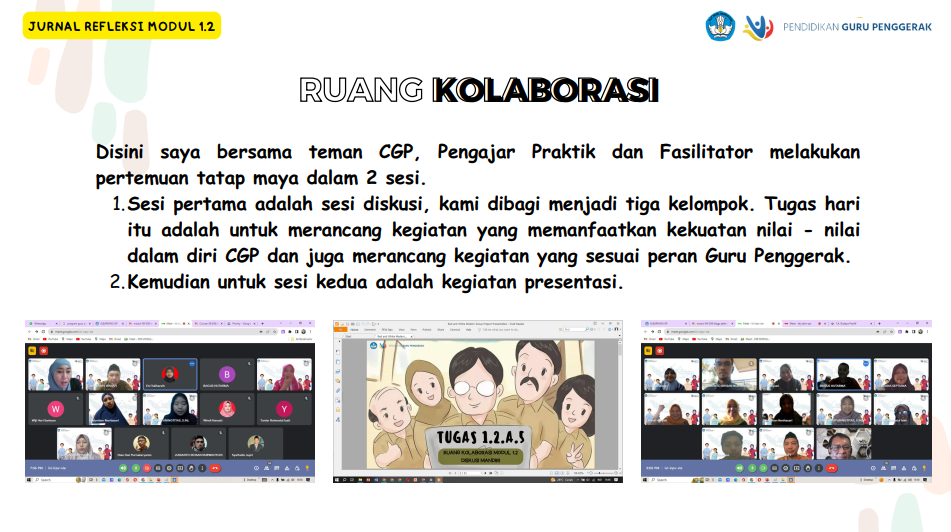 JURNAL REFLEKSI MODUL 1.2
PENDIDIKAN GURU PENGGERAK
RUANG KOLABORASI
Disini saya bersama teman CGP, Pengajar Praktik dan Fasilitator melakukan
pertemuan tatap maya dalam 2 sesi.
1. Sesi pertama adalah sesi diskusi, kami dibagi menjadi tiga kelompok. Tugas hari
itu adalah untuk merancang kegiatan yang memanfaatkan kekuatan nilai - nilai
dalam diri CGP dan juga merancang kegiatan yang sesuai peran Guru Penggerak.
2. Kemudian untuk sesi kedua adalah kegiatan presentasi.
B
W
Y
TUGAS 1.2.A.5
RUANG KOLABORASI MODUL 1.2
DISKUSI MANDIRI